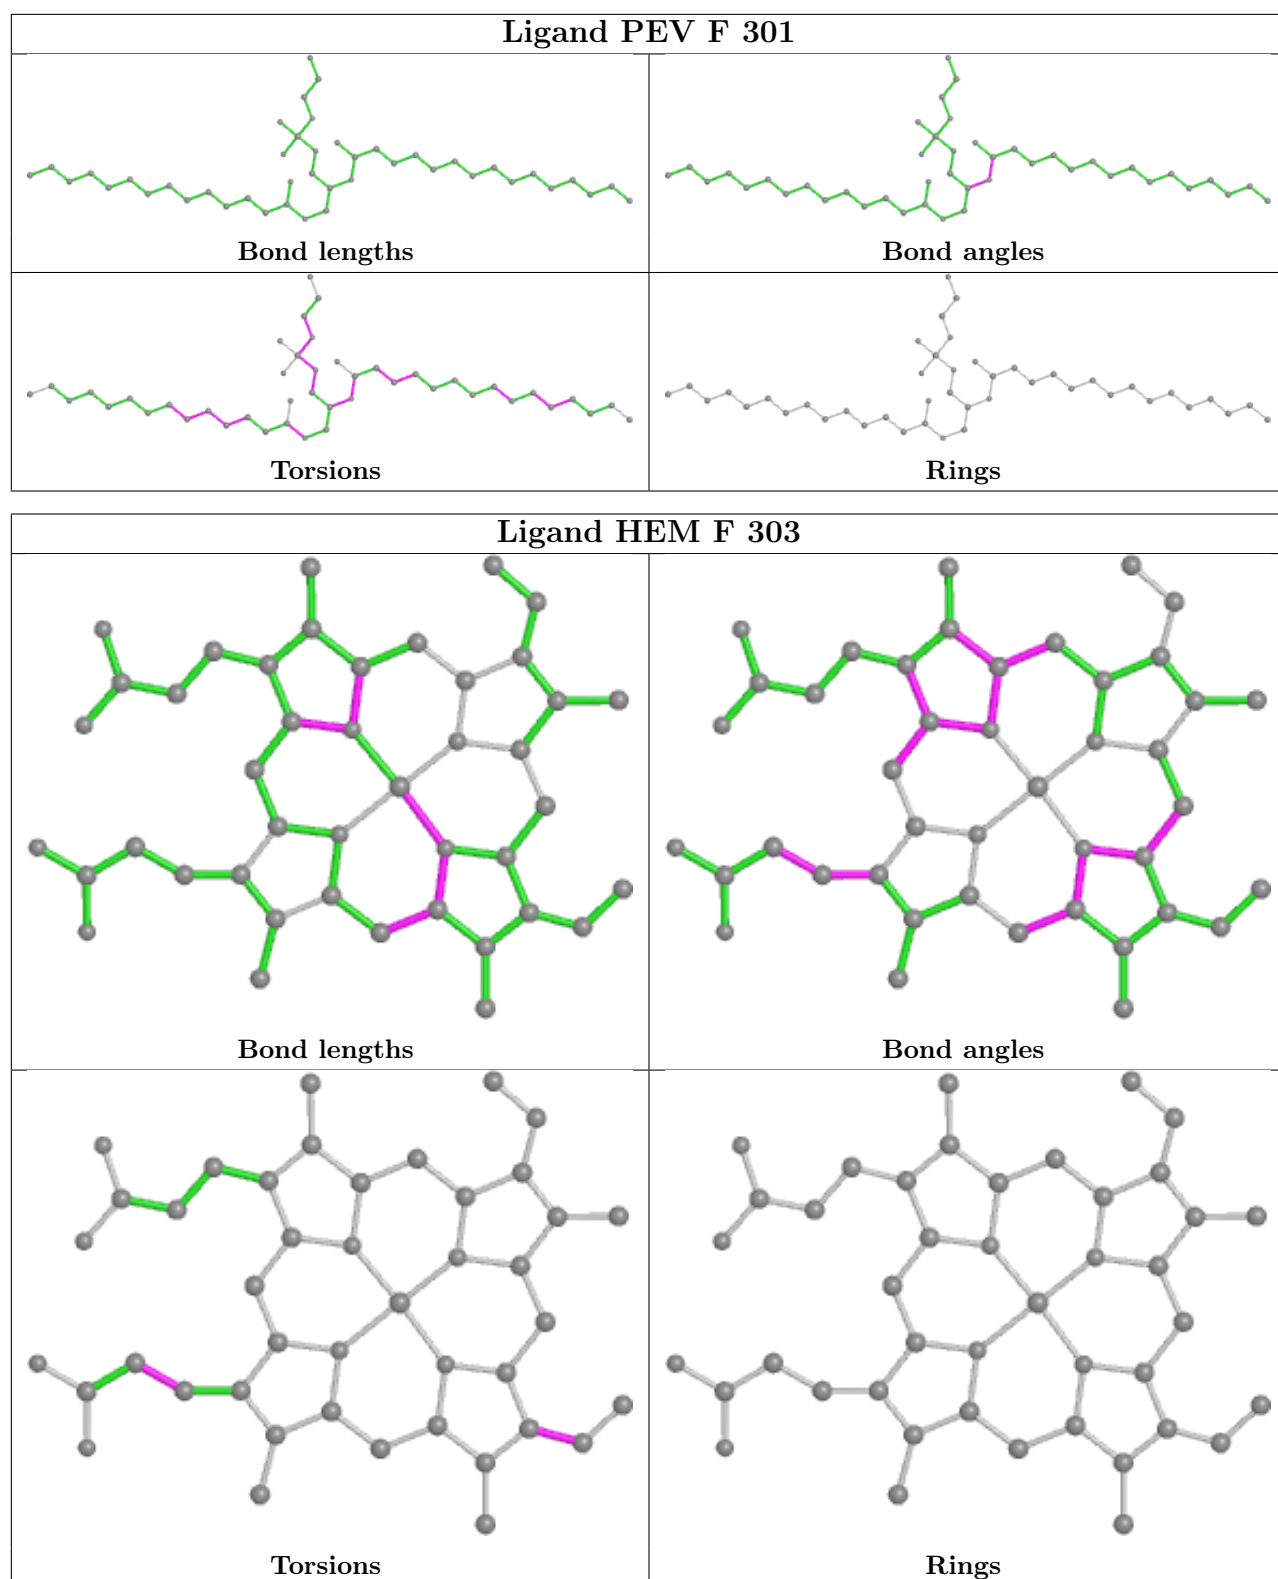 Ligand PEV F 301
Bond lengths
Bond angles
Torsions
Rings
Ligand HEM F 303
Bond lengths
Bond angles
Torsions
Rings